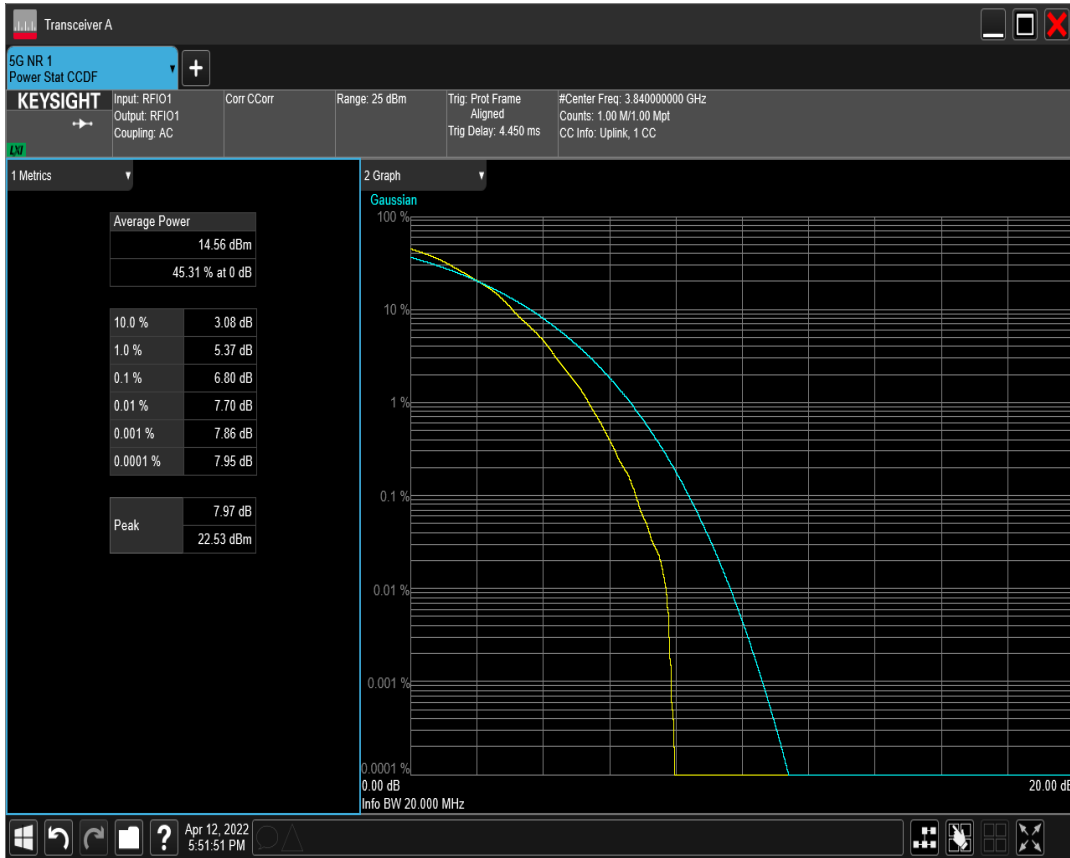 Transceiver A
5G NR 1
Power Stat CCDF
KEYSIGHT
LXI
Input: RFIO1
Output: RFIO1
Coupling: AC
Corr CCorr
Range: 25 dBm
Trig: Prot Frame
Aligned
Trig Delay: 4.450 ms
#Center Freq: 3.840000000 GHz
Counts: 1.00 M/1.00 Mpt
CC Info: Uplink, 1 CC
1 Metrics
Average Power
14.56 dBm
45.31 % at 0 dB
10.0 % 3.08 dB
1.0 % 5.37 dB
0.1 % 6.80 dB
0.01 % 7.70 dB
0.001 % 7.86 dB
0.0001 % 7.95 dB
Peak 7.97 dB
22.53 dBm
2 Graph
Gaussian
100 %
10 %
1 %
0.1 %
0.01 %
0.001 %
0.0001 %
0.00 dB 20.00 dB
Info BW 20.000 MHz
? Apr 12, 2022
5:51:51 PM